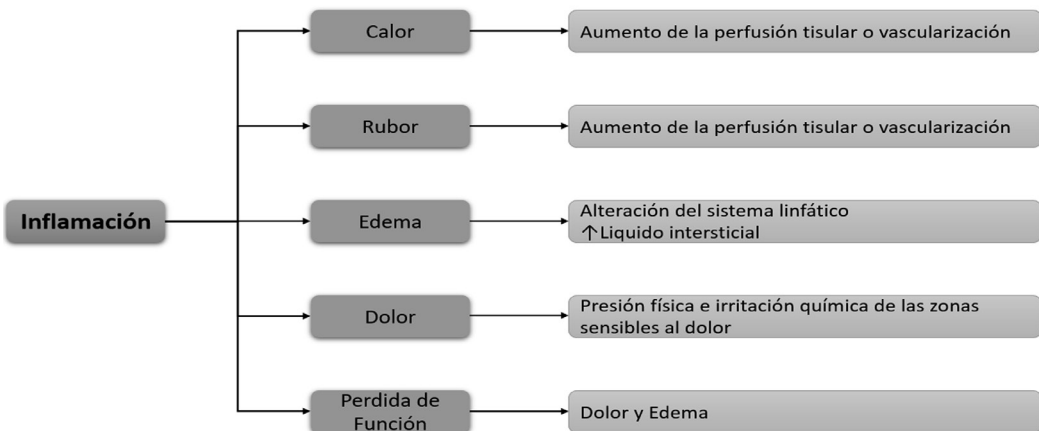 Calor
Aumento de la perfusión tisular o vascularización
Rubor
Aumento de la perfusión tisular o vascularización
Inflamación
Edema
Alteración del sistema linfático
↑Liquido intersticial
Dolor
Presión física e irritación química de las zonas
sensibles al dolor
Perdida de
Función
Dolor y Edema